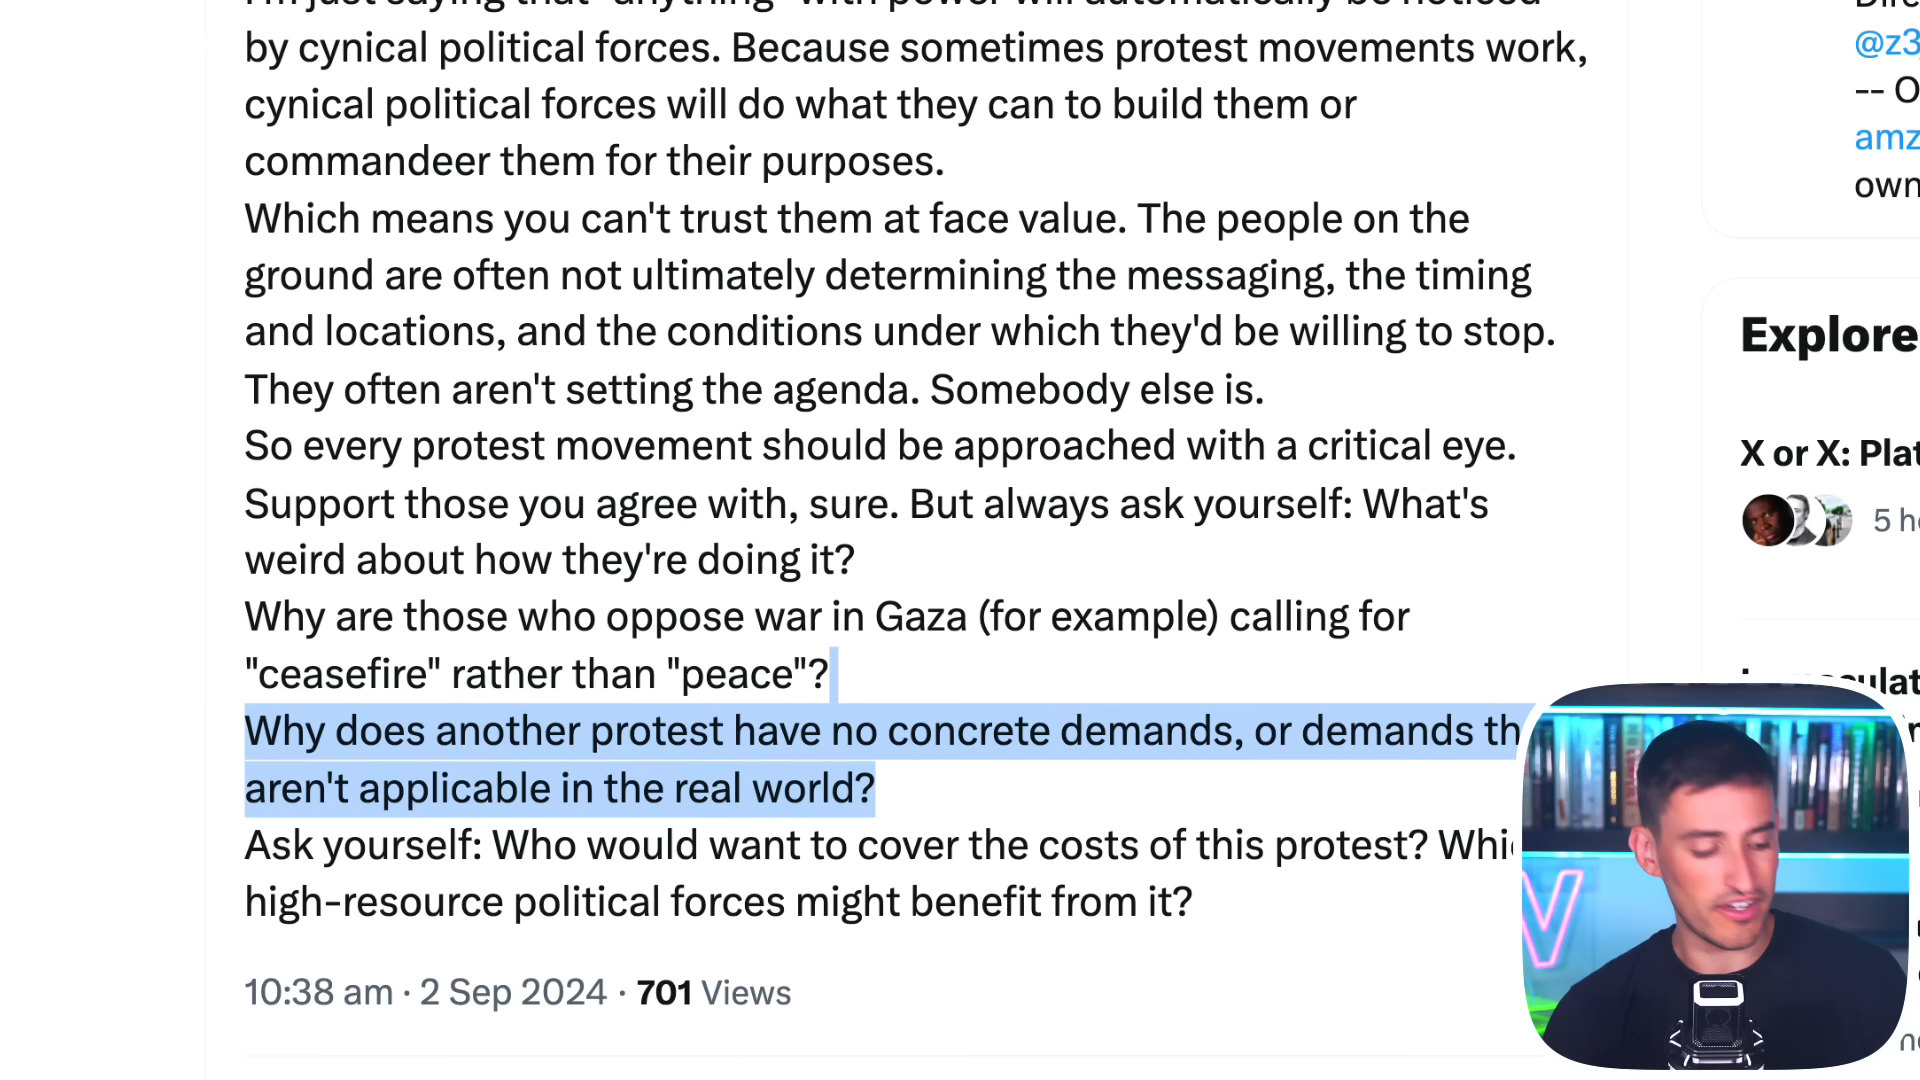 by cynical political forces. Because sometimes protest movements work,
cynical political forces will do what they can to build them or
commandeer them for their purposes.
Which means you can't trust them at face value. The people on the
ground are often not ultimately determining the messaging, the timing
and locations, and the conditions under which they'd be willing to stop.
They often aren't setting the agenda. Somebody else is.
So every protest movement should be approached with a critical eye.
Support those you agree with, sure. But always ask yourself: What's
weird about how they're doing it?
Why are those who oppose war in Gaza (for example) calling for
"ceasefire" rather than "peace"?
Why does another protest have no concrete demands, or demands th
aren't applicable in the real world?
Ask yourself: Who would want to cover the costs of this protest? Whi
high-resource political forces might benefit from it?
10:38 am · 2 Sep 2024 · 701 Views
@z3
-- O
amz
own
Explore
X or X: Plat
5 h